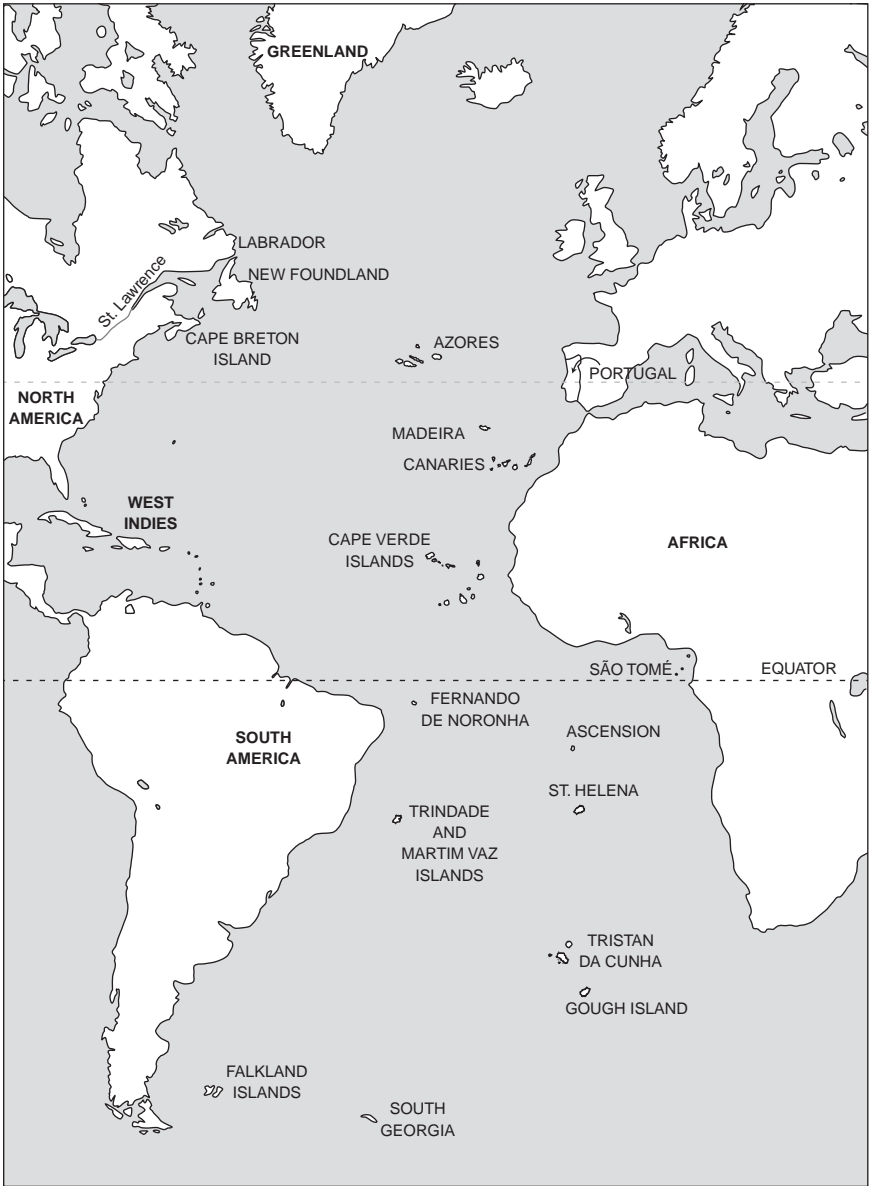 GREENLAND
LABRADOR
NEW FOUNDLAND
St. Lawrence
CAPE BRETON
ISLAND
AZORES
PORTUGAL
NORTH
AMERICA
MADEIRA
CANARIES
WEST
INDIES
CAPE VERDE
ISLANDS
AFRICA
SÃO TOMÉ
EQUATOR
FERNANDO
DE NORONHA
SOUTH
AMERICA
ASCENSION
ST. HELENA
TRINDADE
AND
MARTIM VAZ
ISLANDS
TRISTAN
DA CUNHA
GOUGH ISLAND
FALKLAND
ISLANDS
SOUTH
GEORGIA